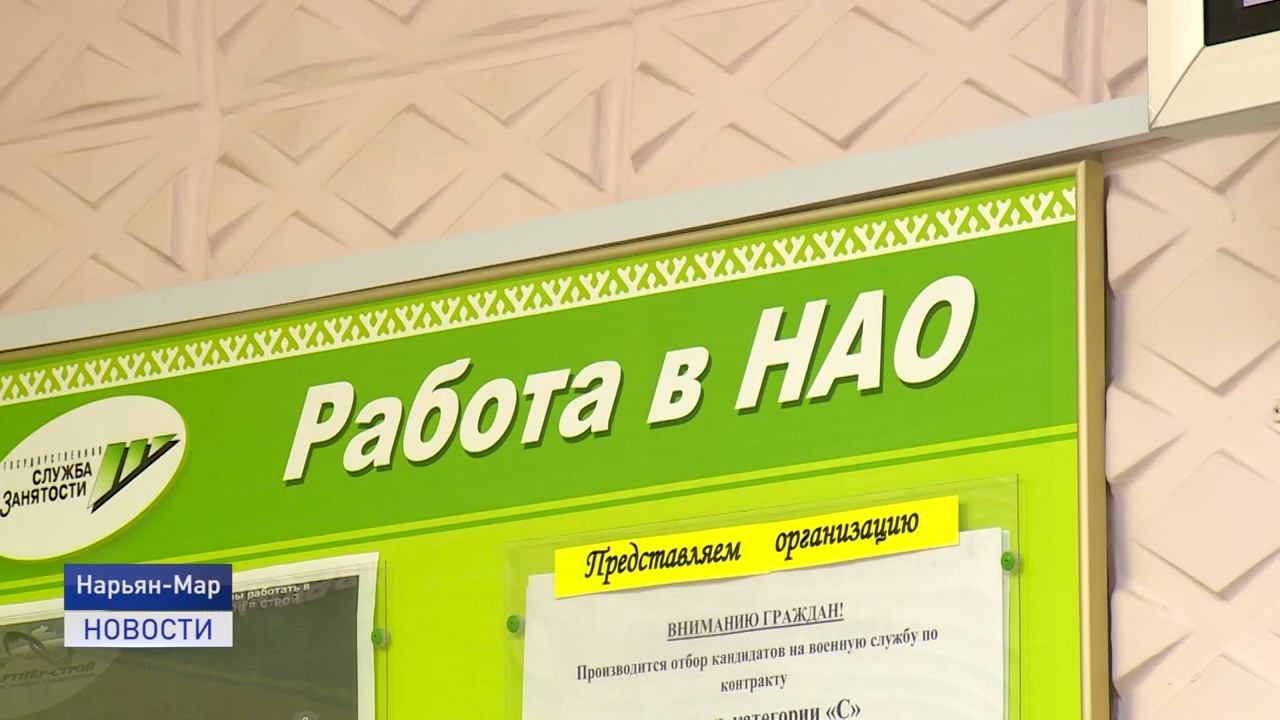 Работа в НАО
ГОСУДАРСТВЕННАЯ
СЛУЖБА
ЗАНЯТОСТИ
Представляем организацию
ВНИМАНИЮ ГРАЖДАН!
Производится отбор кандидатов на военную службу по
контракту
категории «С»
работать в
Нарьян-Мар
НОВОСТИ